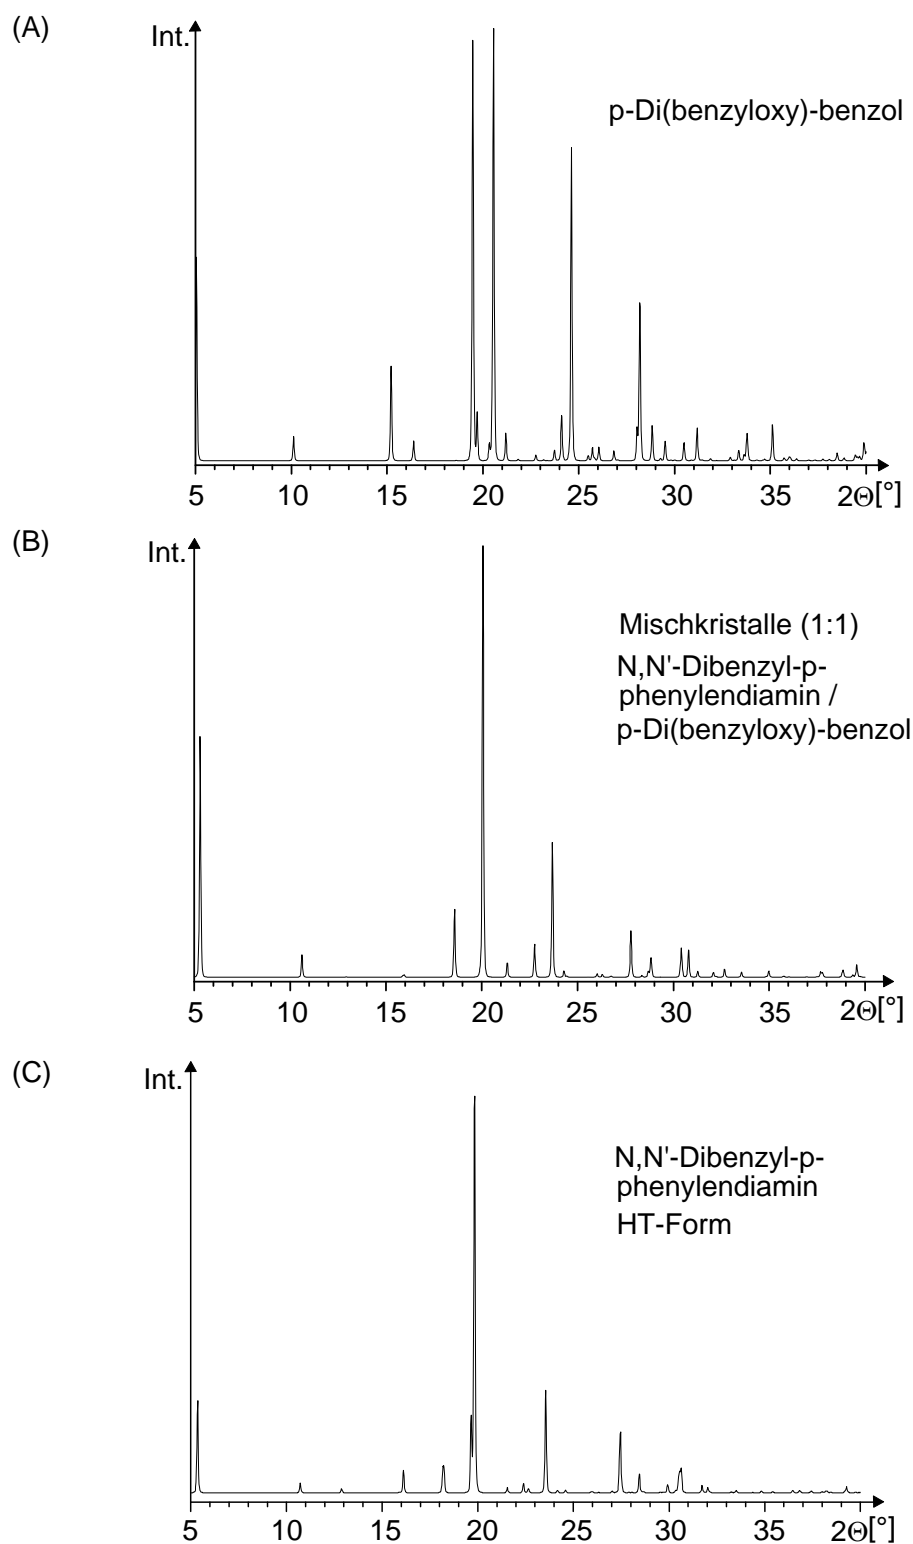 (A)
Int.
p-Di(benzyloxy)-benzol
5 10 15 20 25 30 35 2Θ[°]
(B)
Int.
Mischkristalle (1:1)
N,N'-Dibenzyl-p-
phenylendiamin /
p-Di(benzyloxy)-benzol
5 10 15 20 25 30 35 2Θ[°]
(C)
Int.
N,N'-Dibenzyl-p-
phenylendiamin
HT-Form
5 10 15 20 25 30 35 2Θ[°]